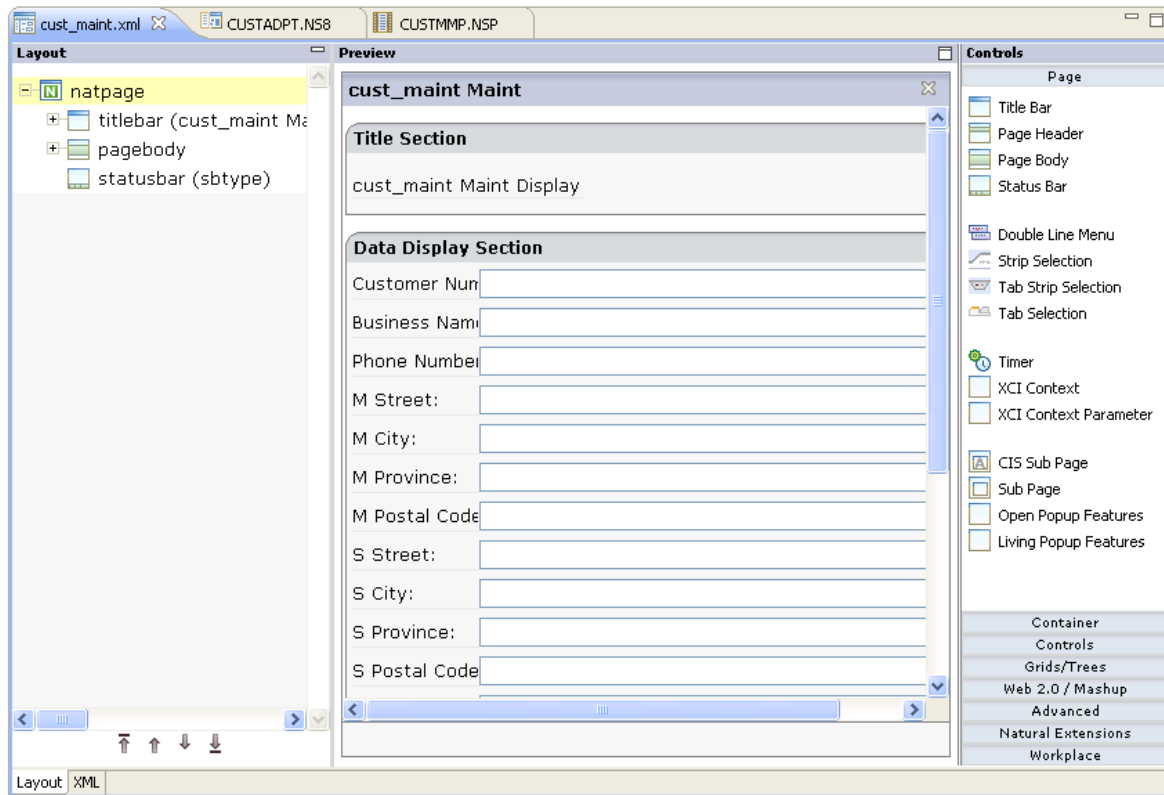 cust_maint.xml CUSTADPT.NS8 CUSTMMP.NSP
Layout
natpage
titlebar (cust_maint Ma
pagebody
statusbar (sbtype)
Preview
cust_maint Maint
Title Section
cust_maint Maint Display
Data Display Section
Customer Num
Business Nam
Phone Number
M Street:
M City:
M Province:
M Postal Code
S Street:
S City:
S Province:
S Postal Code
Controls
Page
Title Bar
Page Header
Page Body
Status Bar
Double Line Menu
Strip Selection
Tab Strip Selection
Tab Selection
Timer
XCI Context
XCI Context Parameter
CIS Sub Page
Sub Page
Open Popup Features
Living Popup Features
Container
Controls
Grids/Trees
Web 2.0 / Mashup
Advanced
Natural Extensions
Workplace
Layout XML